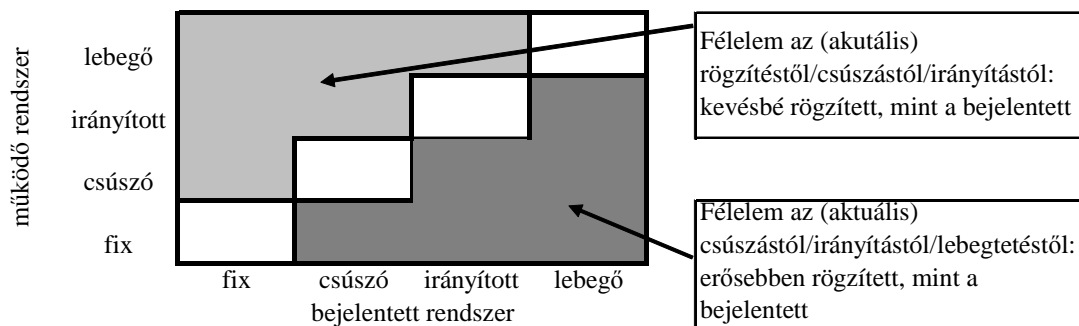 működő rendszer
lebegő
irányított
csúszó
fix
fix csúszó irányított lebegő
bejelentett rendszer
Félelem az (akutális)
rögzítéstől/csúszástól/irányítástól:
kevésbé rögzített, mint a bejelentett
Félelem az (aktuális)
csúszástól/irányítástól/lebegtetéstől:
erősebben rögzített, mint a
bejelentett